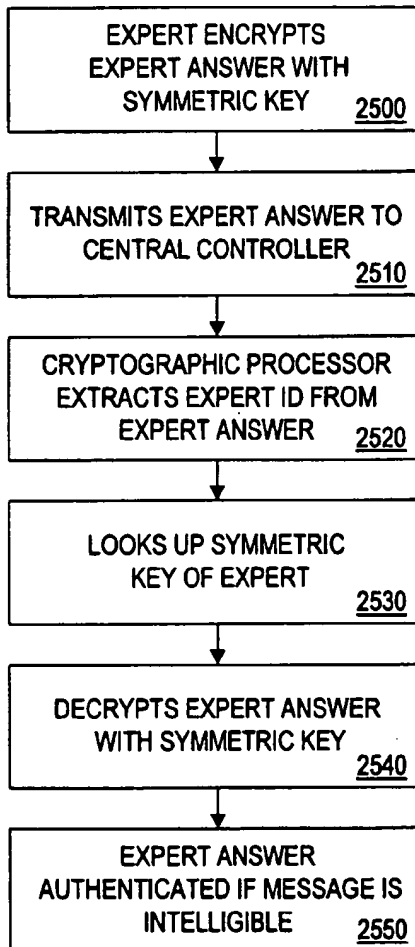 EXPERT ENCRYPTS
EXPERT ANSWER WITH
SYMMETRIC KEY
2500
TRANSMITS EXPERT ANSWER TO
CENTRAL CONTROLLER
2510
CRYPTOGRAPHIC PROCESSOR
EXTRACTS EXPERT ID FROM
EXPERT ANSWER
2520
LOOKS UP SYMMETRIC
KEY OF EXPERT
2530
DECRYPTS EXPERT ANSWER
WITH SYMMETRIC KEY
2540
EXPERT ANSWER
AUTHENTICATED IF MESSAGE IS
INTELLIGIBLE
2550